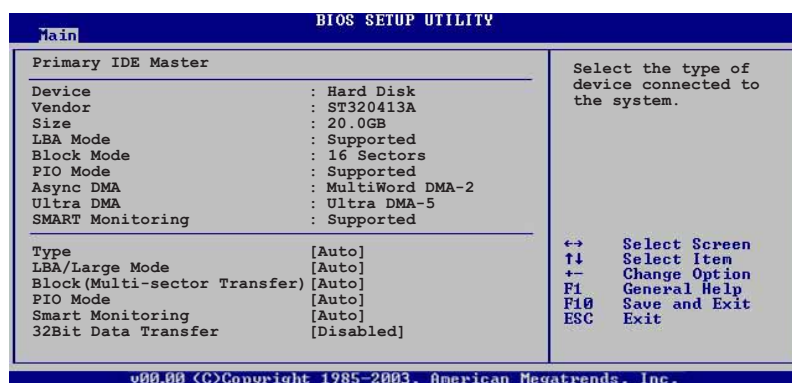 BIOS SETUP UTILITY
Main
Primary IDE Master
Device : Hard Disk
Vendor : ST320413A
Size : 20.0GB
LBA Mode : Supported
Block Mode : 16 Sectors
PIO Mode : Supported
Async DMA : MultiWord DMA-2
Ultra DMA : Ultra DMA-5
SMART Monitoring : Supported
Type [Auto]
LBA/Large Mode [Auto]
Block(Multi-sector Transfer) [Auto]
PIO Mode [Auto]
Smart Monitoring [Auto]
32Bit Data Transfer [Disabled]
Select the type of
device connected to
the system.
↔ Select Screen
↑↓ Select Item
+- Change Option
F1 General Help
F10 Save and Exit
ESC Exit
v00.00 (C)Copyright 1985-2003, American Megatrends, Inc.